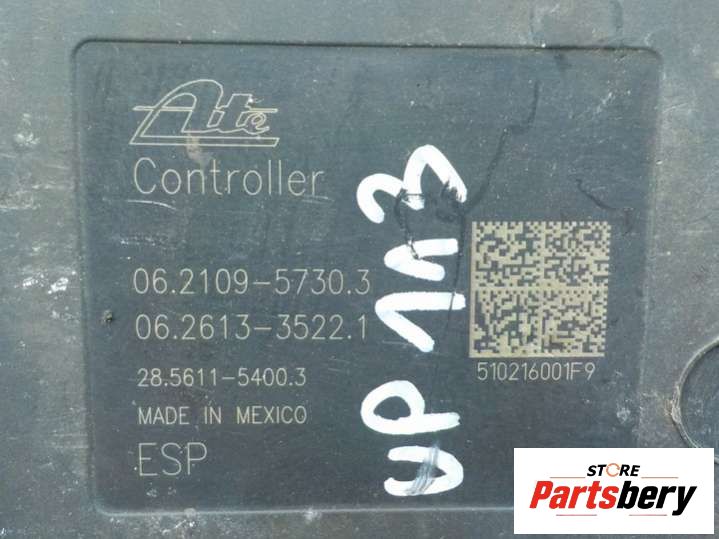 Ate
Controller
06.2109-5730.3
06.2613-3522.1
28.5611-5400.3
MADE IN MEXICO
ESP
510216001F9
UP 113
STORE
Partsbery